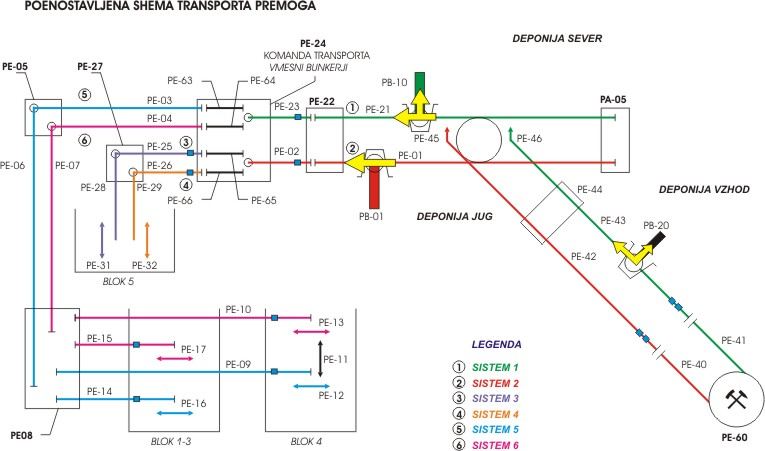 POENOSTAVLJENA SHEMA TRANSPORTA PREMOGA
DEPONIJA SEVER
PE-24
KOMANDA TRANSPORTA
VMESNI BUNKERJI
PE-05
PE-27
PE-63
PE-64
PB-10
5
PE-03
PE-23
PE-22
1
PE-21
PA-05
PE-04
6
PE-45
PE-46
PE-25
3
PE-02
2
PE-01
PE-06
PE-07
PE-26
PE-28
PE-29
4
PE-66
PE-65
PE-44
DEPONIJA VZHOD
PB-01
DEPONIJA JUG
PE-43
PB-20
PE-31
PE-32
BLOK 5
PE-42
PE-10
PE-13
PE-15
PE-17
PE-11
PE-09
PE-14
PE-16
PE-12
PE-41
PE-40
PE08
BLOK 1-3
BLOK 4
PE-60
LEGENDA
1 SISTEM 1
2 SISTEM 2
3 SISTEM 3
4 SISTEM 4
5 SISTEM 5
6 SISTEM 6